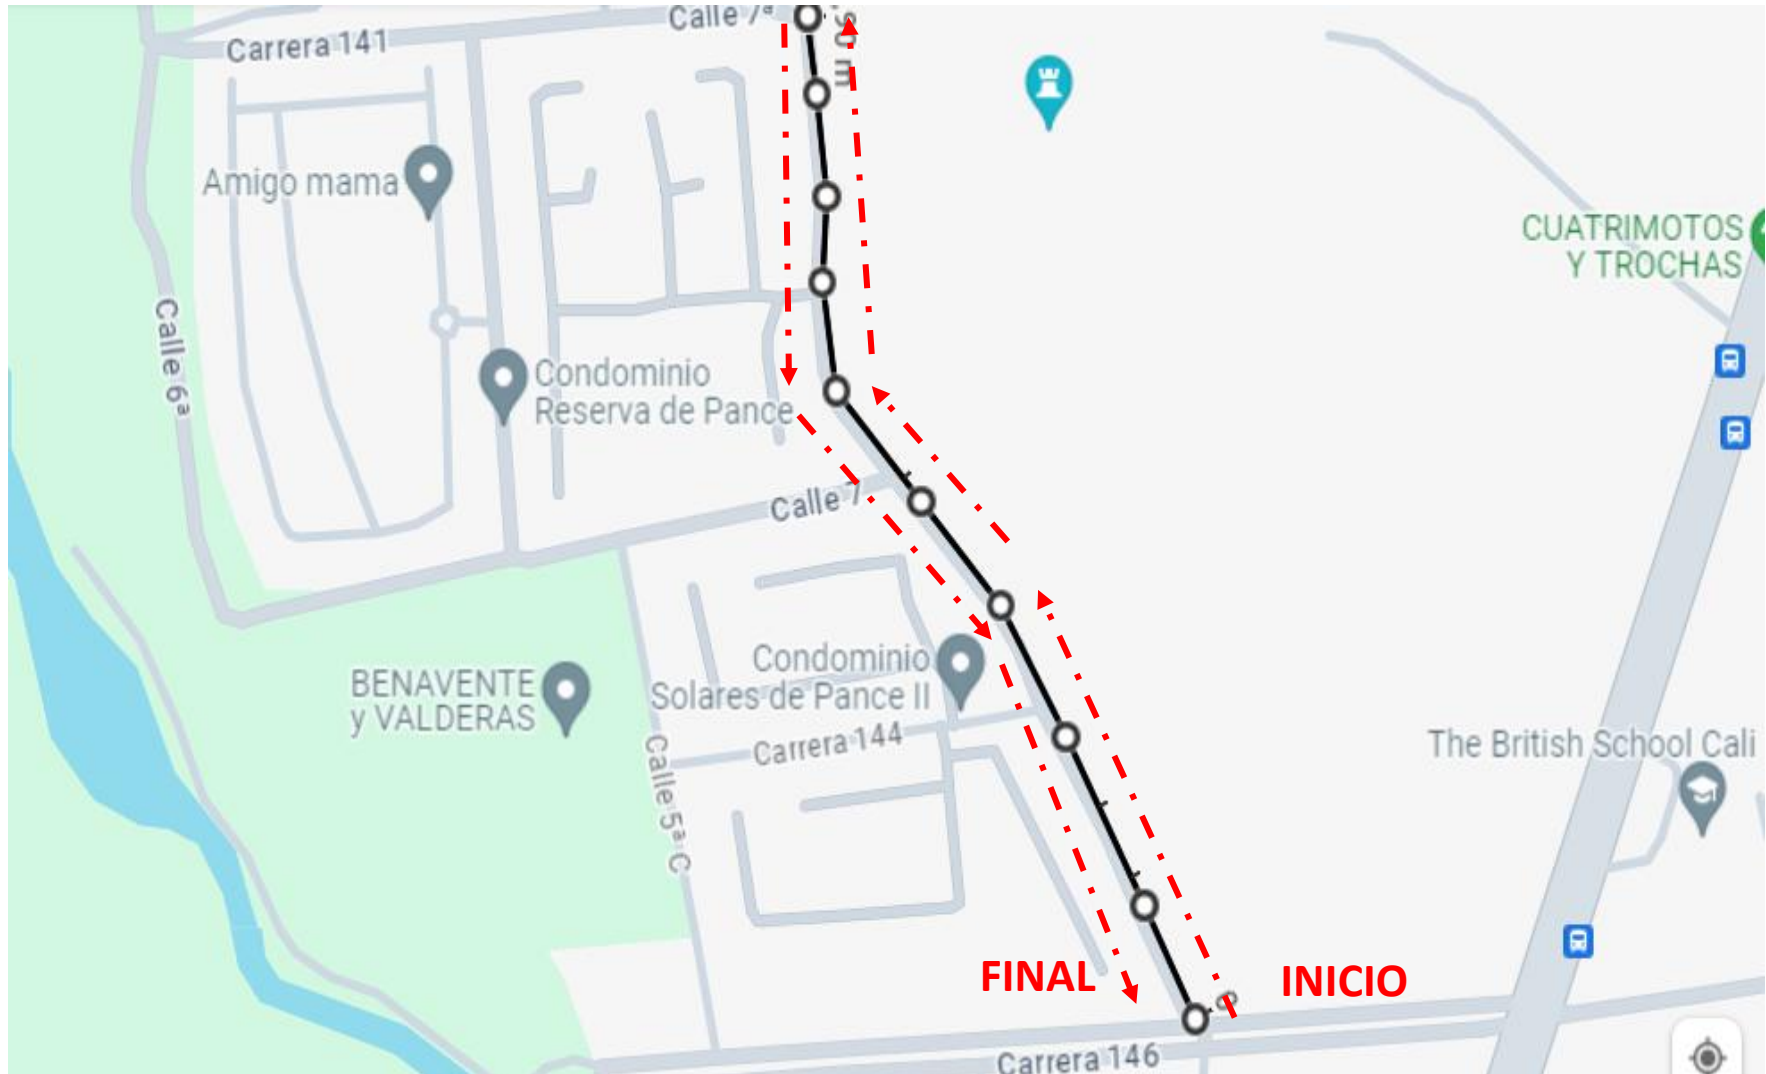 Calle 7ª
Carrera 141
90 m
Amigo mama
CUATRIMOTOS
Y TROCHAS
Calle 6ª
Condominio
Reserva de Pance
Calle 7
Condominio
Solares de Pance II
BENAVENTE
y VALDERAS
Carrera 144
Calle 5ª C
The British School Cali
FINAL
INICIO
Carrera 146